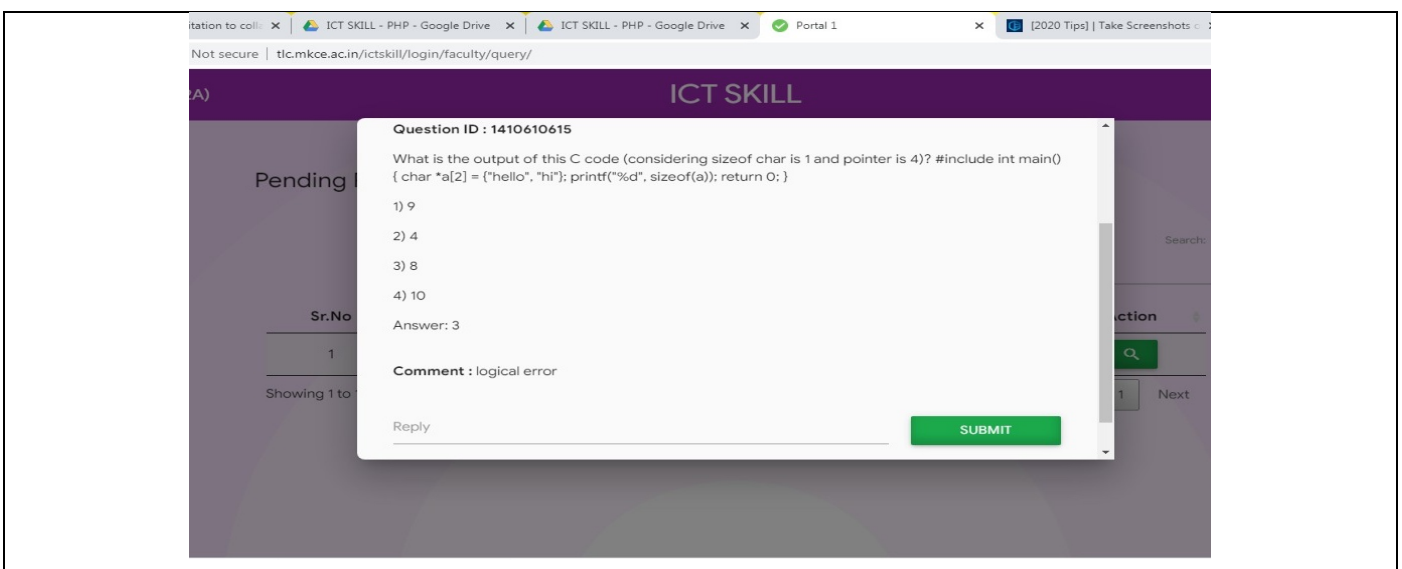 itation to coll
ICT SKILL - PHP - Google Drive
ICT SKILL - PHP - Google Drive
Portal 1
[2020 Tips] | Take Screenshots
Not secure | tlc.mkce.ac.in/ictskill/login/faculty/query/
A)
ICT SKILL
Question ID : 1410610615
What is the output of this C code (considering sizeof char is 1 and pointer is 4)? #include int main()
{ char *a[2] = {"hello", "hi"}; printf("%d", sizeof(a)); return 0; }
Pending
1) 9
2) 4
Search:
3) 8
4) 10
Sr.No
ction
Answer: 3
1
Comment : logical error
Showing 1 to
1
Next
Reply
SUBMIT